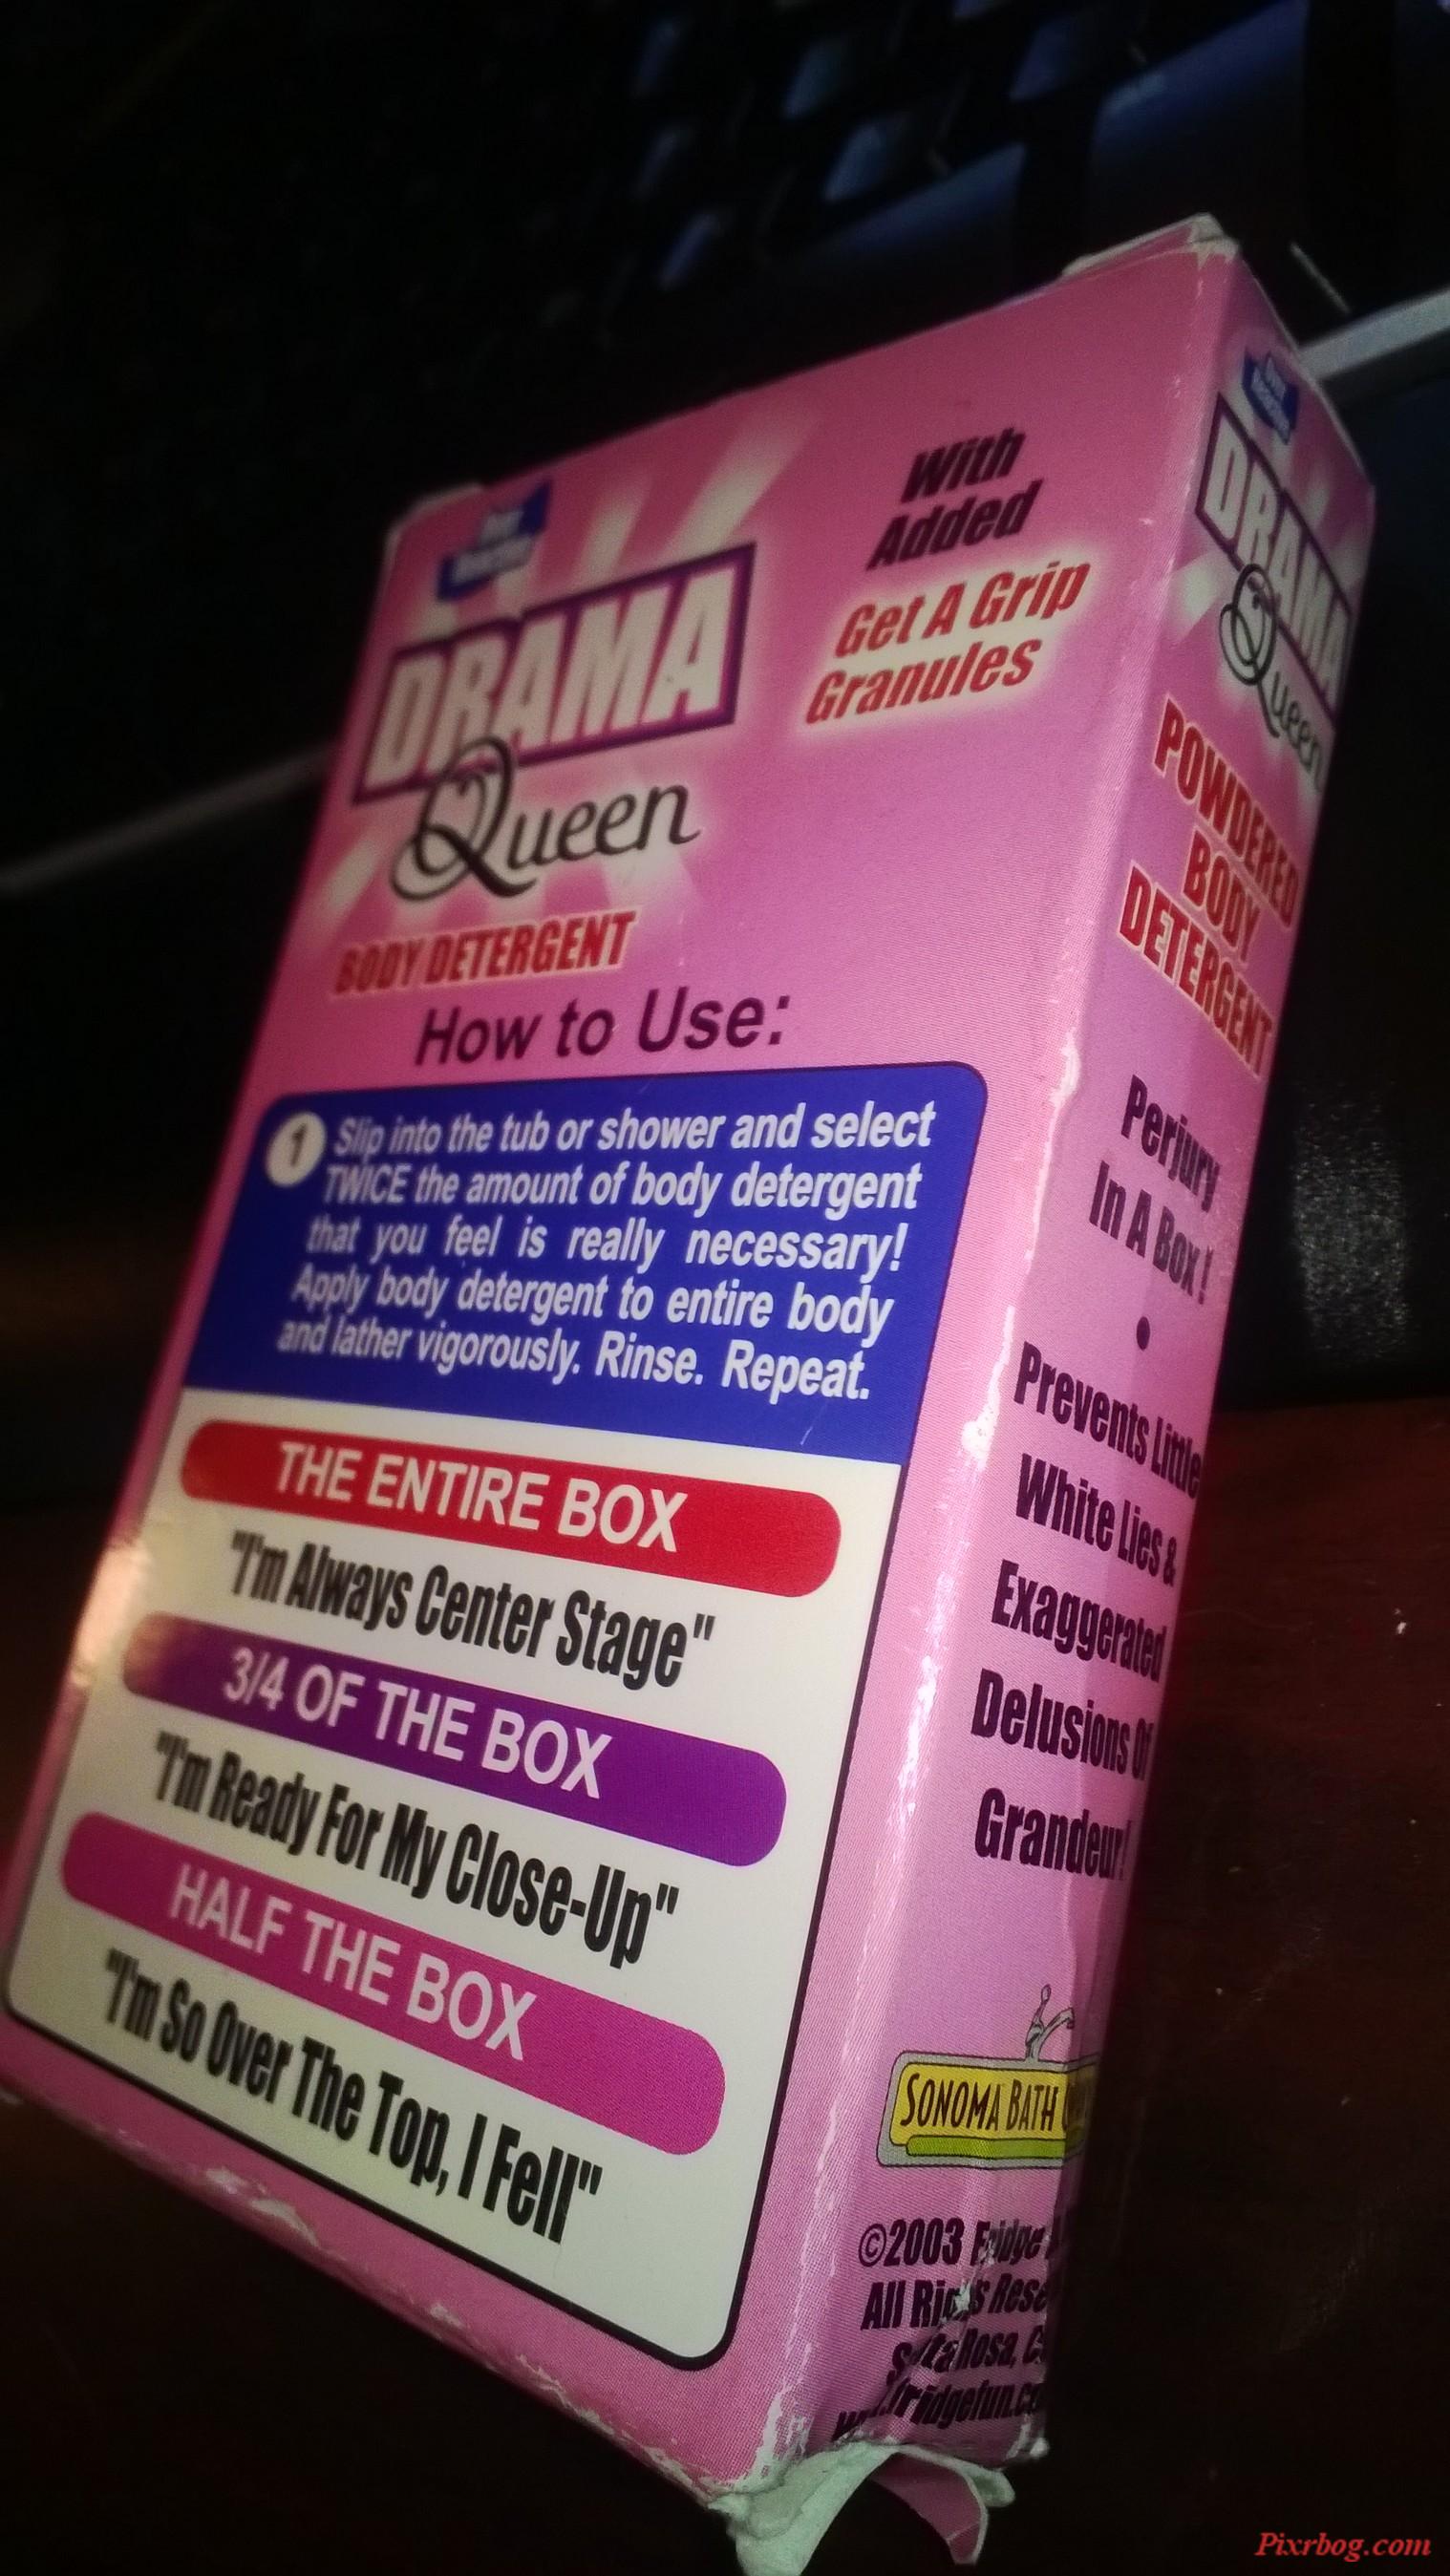 DRAMA
Queen
BODY DETERGENT
With
Added
Get A Grip
Granules
How to Use:
1 Slip into the tub or shower and select
TWICE the amount of body detergent
that you feel is really necessary!
Apply body detergent to entire body
and lather vigorously. Rinse. Repeat.
THE ENTIRE BOX
"I'm Always Center Stage"
3/4 OF THE BOX
"I'm Ready For My Close-Up"
HALF THE BOX
"I'm So Over The Top, I Fell"
DRAMA
Queen
POWDERED
BODY
DETERGENT
Perjury
In A Box!
•
Prevents Little
White Lies &
Exaggerated
Delusions Of
Grandeur!
SONOMA BATH
©2003 Fridge
All
Rosa,
Pixrbog.com